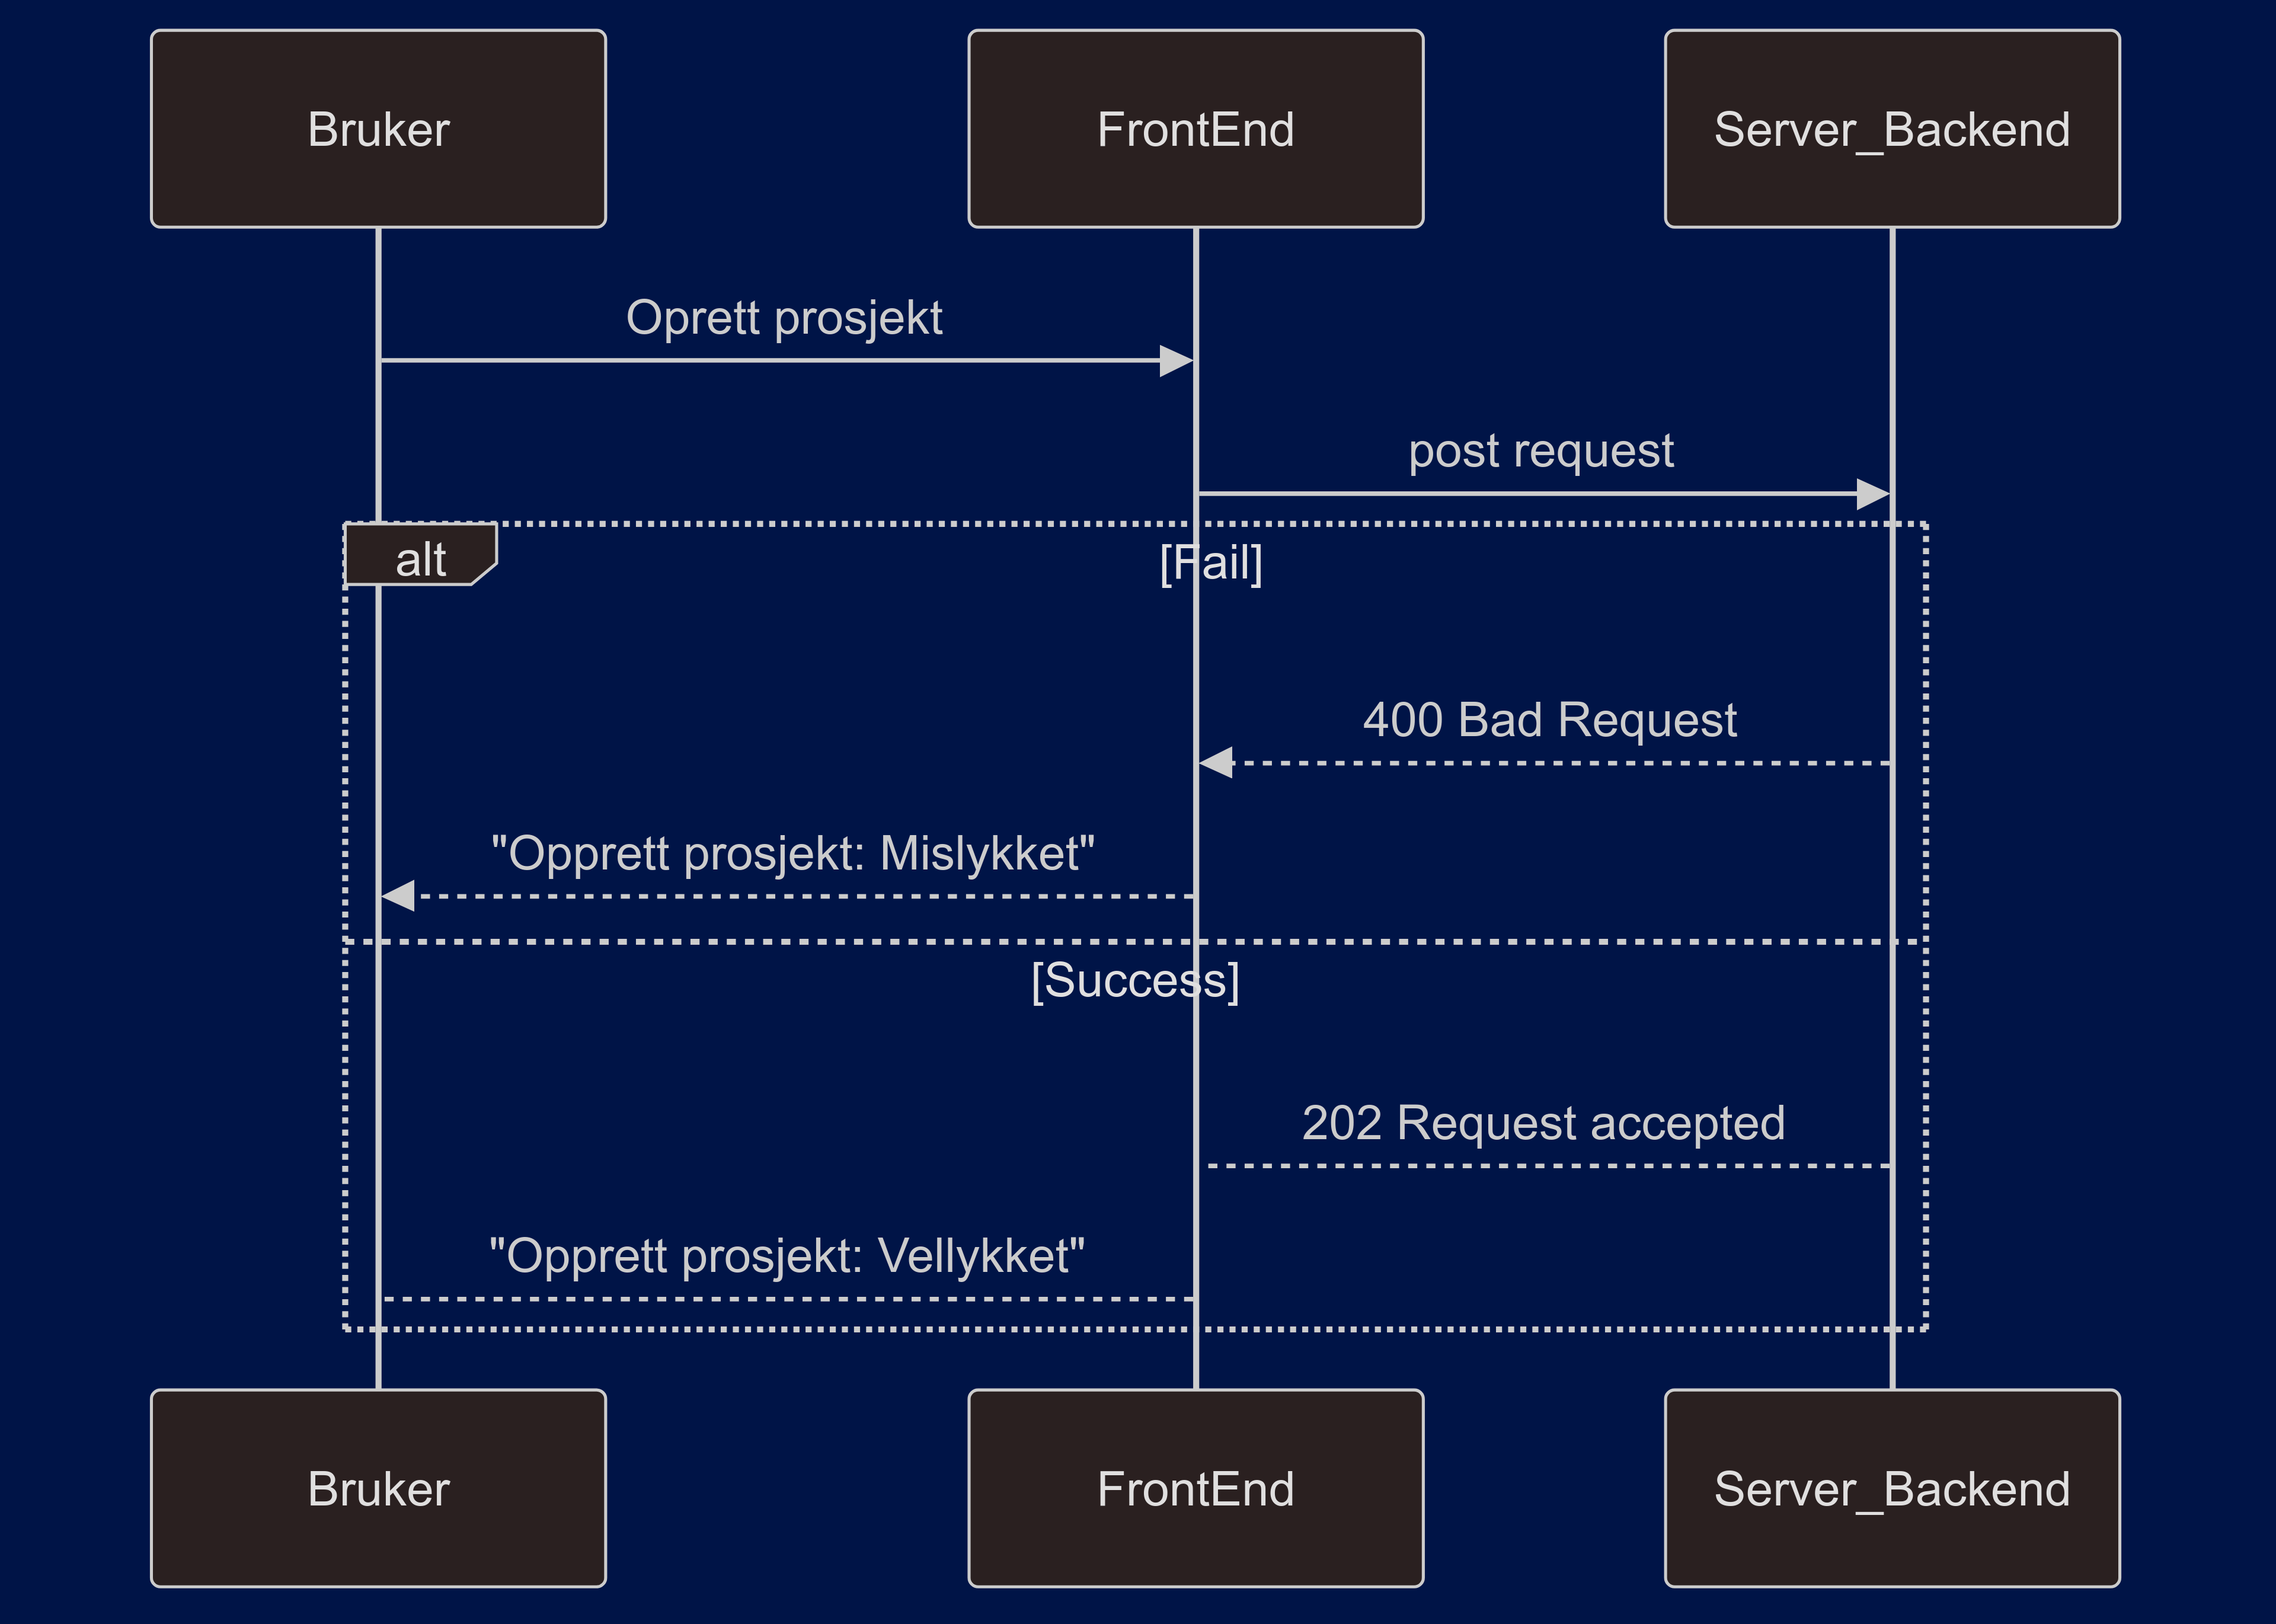 Bruker
FrontEnd
Server_Backend
Oprett prosjekt
post request
alt
[Fail]
400 Bad Request
"Opprett prosjekt: Mislykket"
[Success]
202 Request accepted
"Opprett prosjekt: Vellykket"
Bruker
FrontEnd
Server_Backend